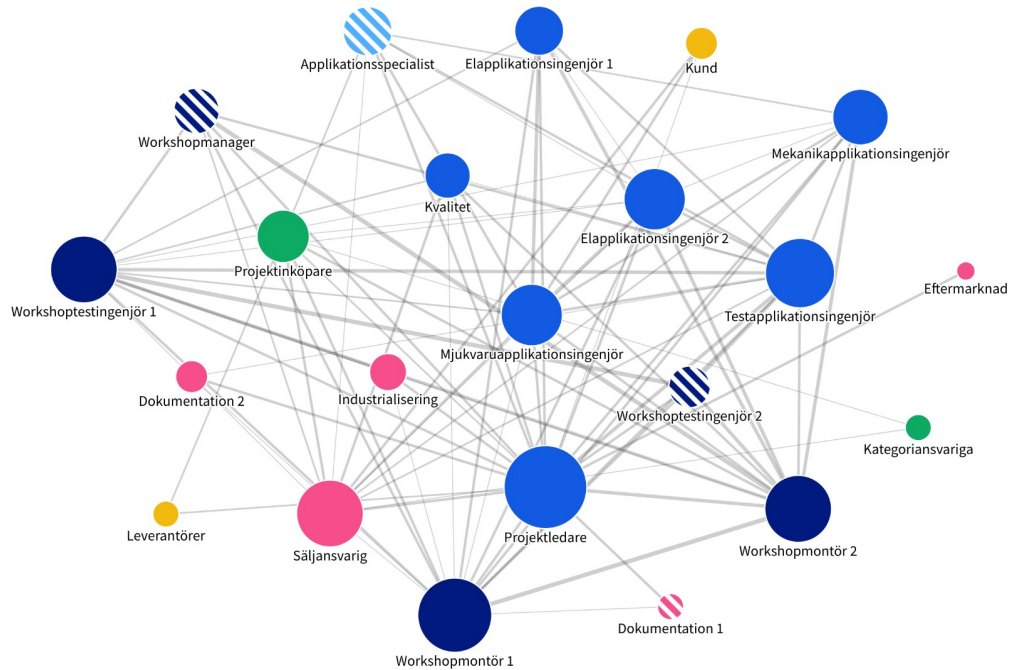 Applikationsspecialist
Elapplikationsingenjör 1
Kund
Workshopmanager
Mekanikapplikationsingenjör
Kvalitet
Elapplikationsingenjör 2
Projektinköpare
Workshoptestingenjör 1
Eftermarknad
Testapplikationsingenjör
Mjukvaruapplikationsingenjör
Dokumentation 2
Industrialisering
Workshoptestingenjör 2
Kategoriansvariga
Leverantörer
Säljansvarig
Projektledare
Workshopmontör 2
Dokumentation 1
Workshopmontör 1